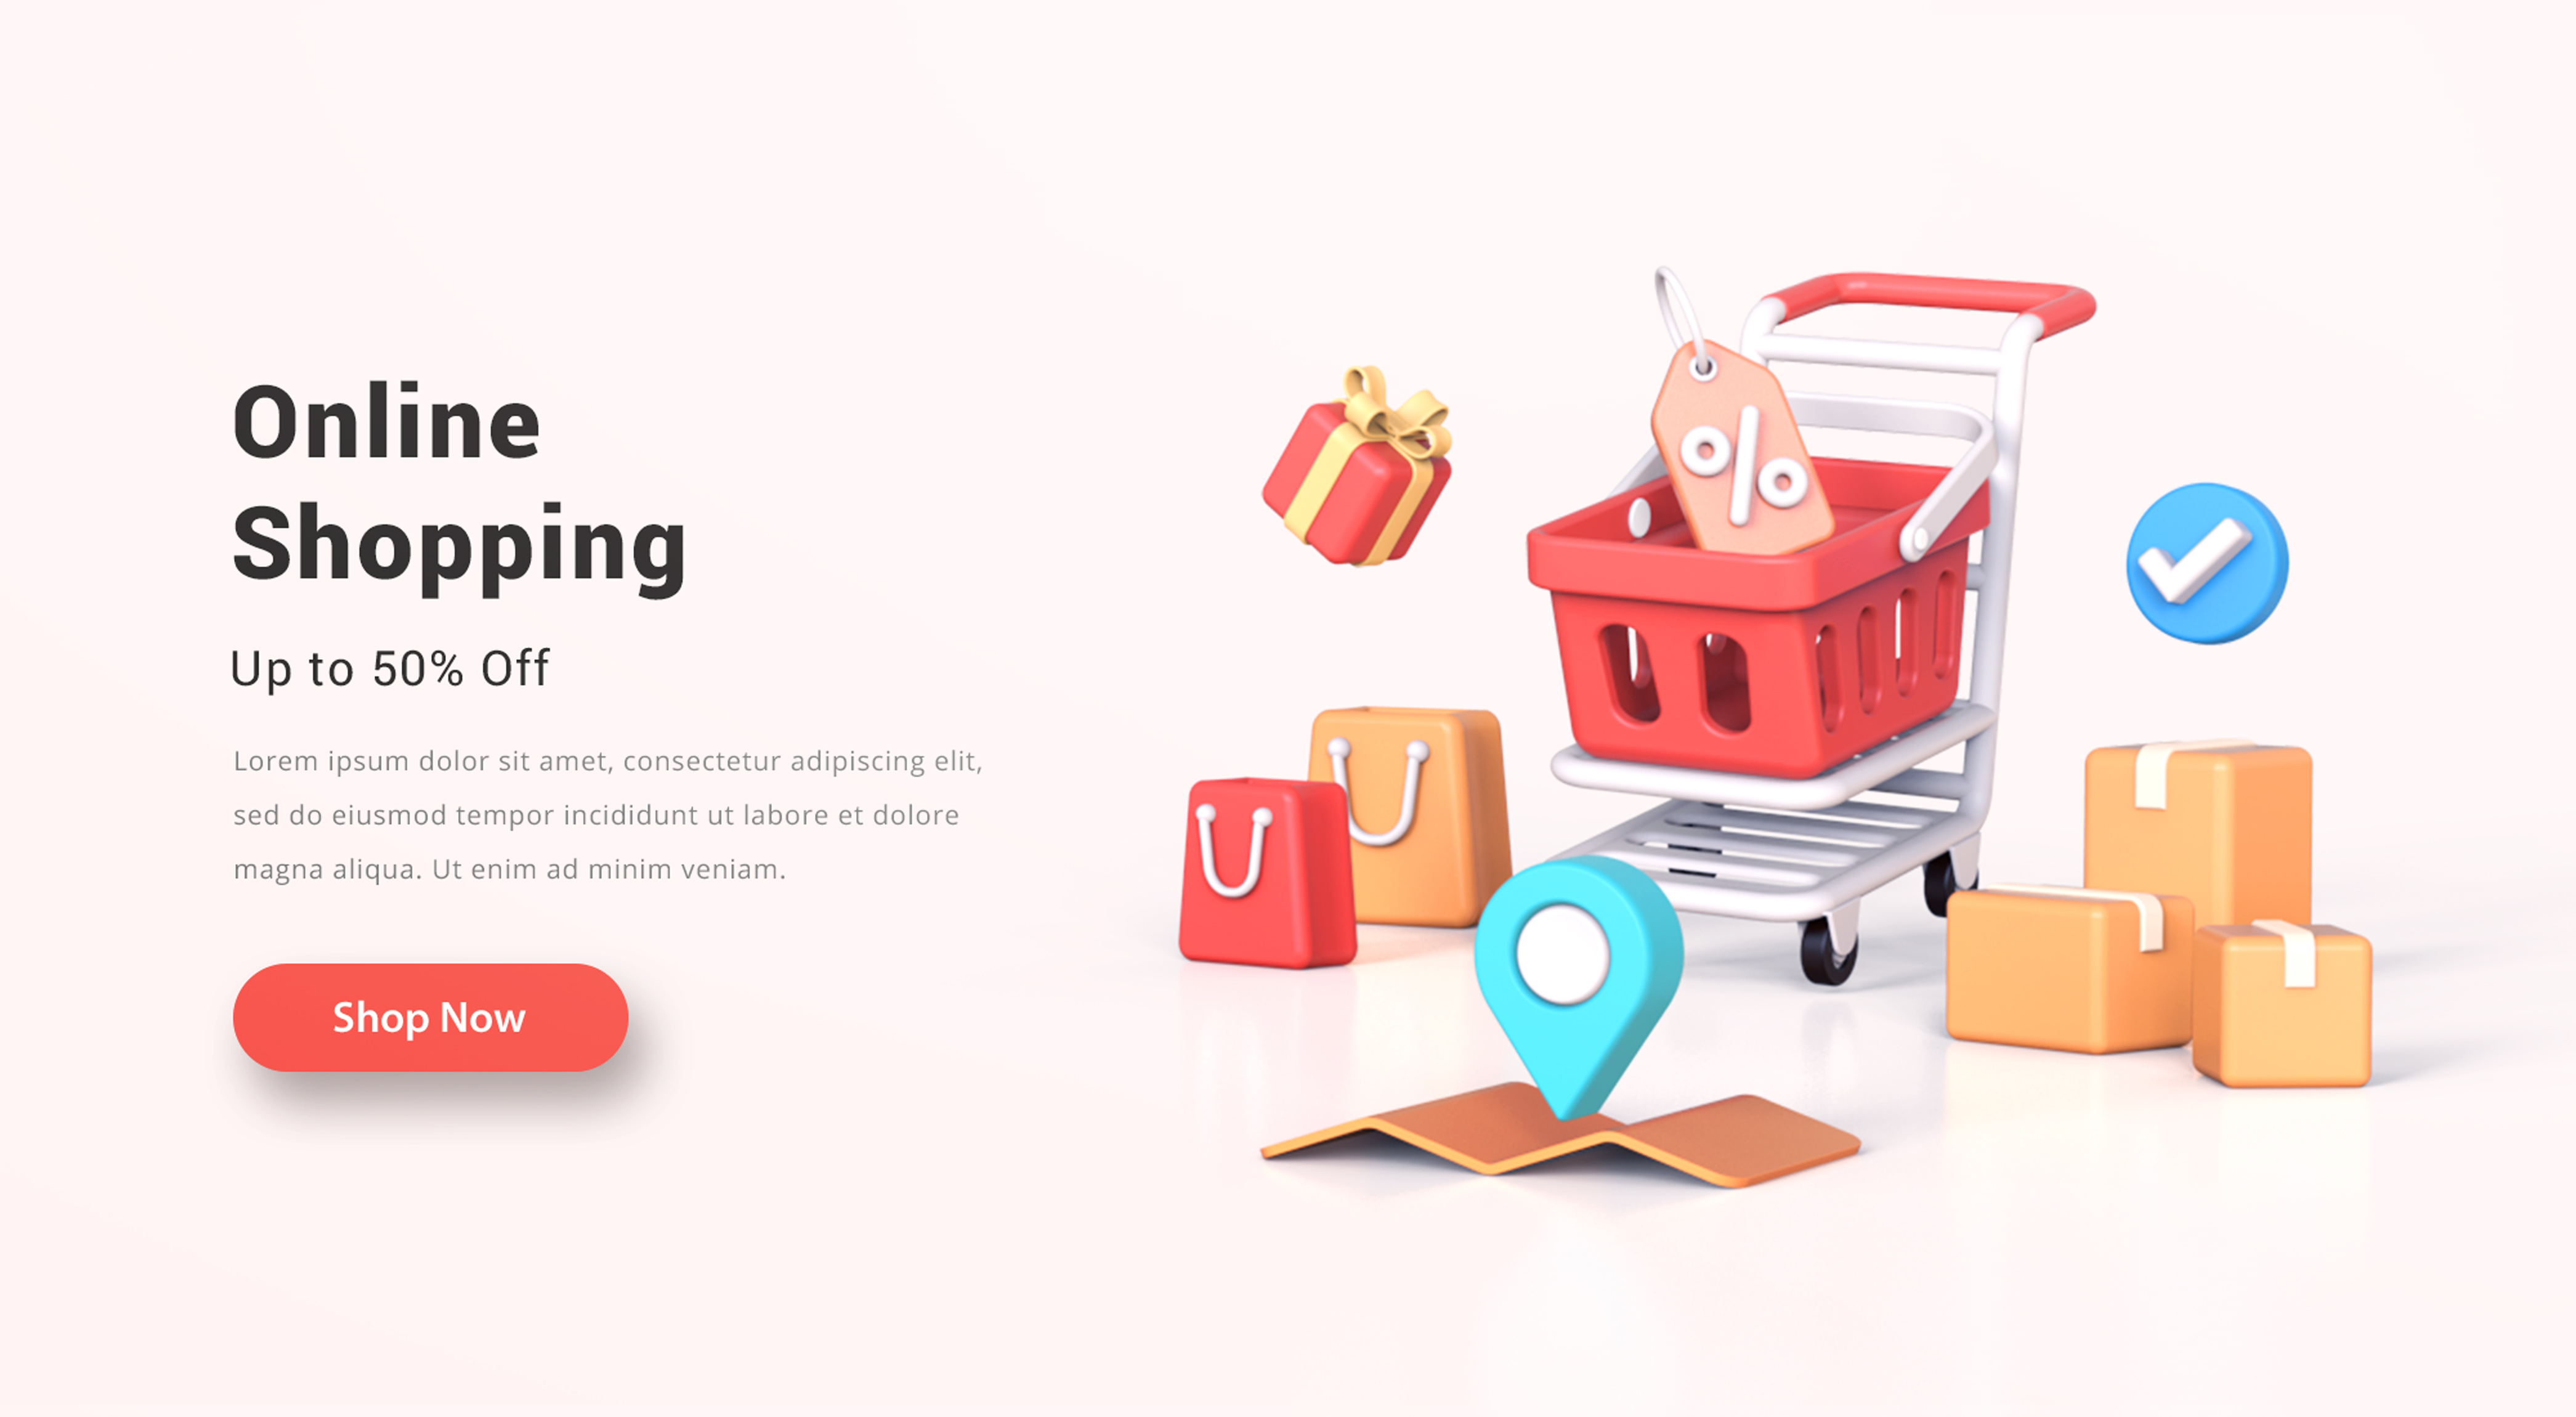 Online
Shopping
Up to 50% Off
Lorem ipsum dolor sit amet, consectetur adipiscing elit,
sed do eiusmod tempor incididunt ut labore et dolore
magna aliqua. Ut enim ad minim veniam.
Shop Now
%